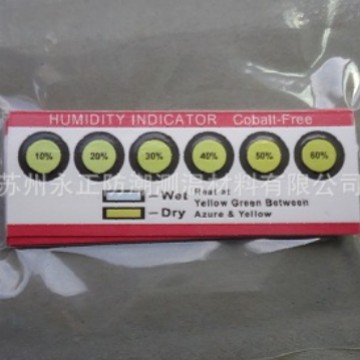 HUMIDITY INDICATOR Cobalt-Free
10% 20% 30% 40% 50% 60%
苏州永正防潮测湿材料有限公司
-Wet Read at
Yellow Green Between
-Dry Azure & Yellow